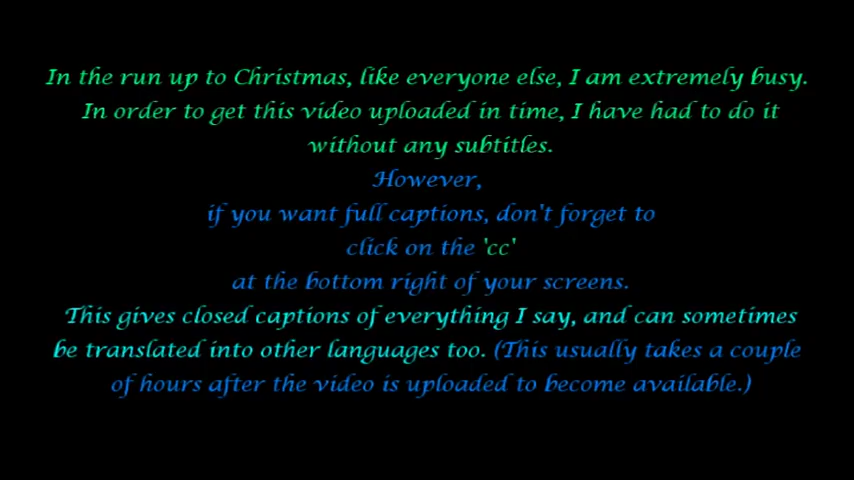 In the run up to Christmas, like everyone else, I am extremely busy.
In order to get this video uploaded in time, I have had to do it
without any subtitles.
However,
if you want full captions, don't forget to
click on the 'cc'
at the bottom right of your screens.
This gives closed captions of everything I say, and can sometimes
be translated into other languages too. (This usually takes a couple
of hours after the video is uploaded to become available.)